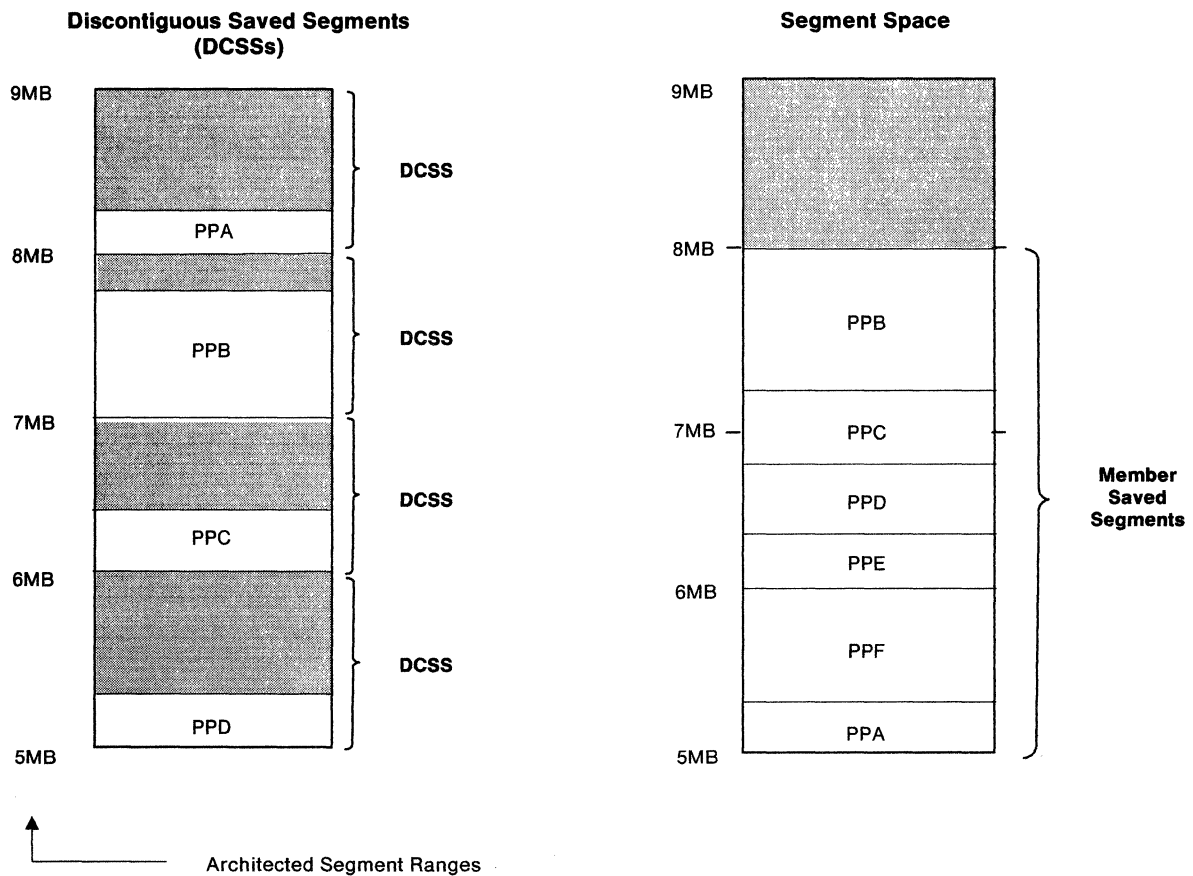 Discontiguous Saved Segments
(DCSSs)
9MB
DCSS
PPA
8MB
DCSS
PPB
7MB
DCSS
PPC
6MB
DCSS
PPD
5MB
Architected Segment Ranges
Segment Space
9MB
8MB
PPB
7MB
PPC
Member
Saved
Segments
PPD
PPE
6MB
PPF
PPA
5MB